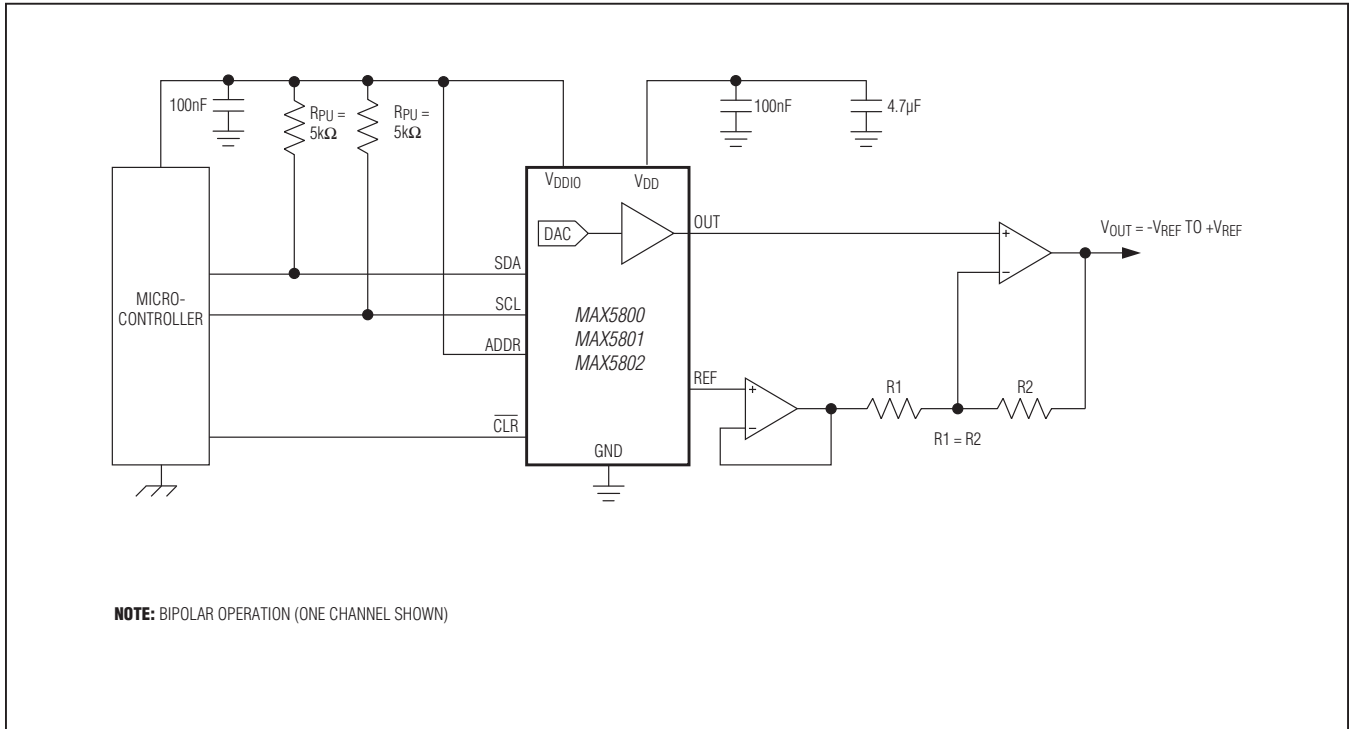 100nF
RPU =
5kΩ
RPU =
5kΩ
100nF
4.7µF
VDDIO
VDD
DAC
OUT
+
−
VOUT = -VREF TO +VREF
MICRO-
CONTROLLER
SDA
SCL
ADDR
CLR
MAX5800
MAX5801
MAX5802
REF
+
−
R1
R2
R1 = R2
GND
NOTE: BIPOLAR OPERATION (ONE CHANNEL SHOWN)